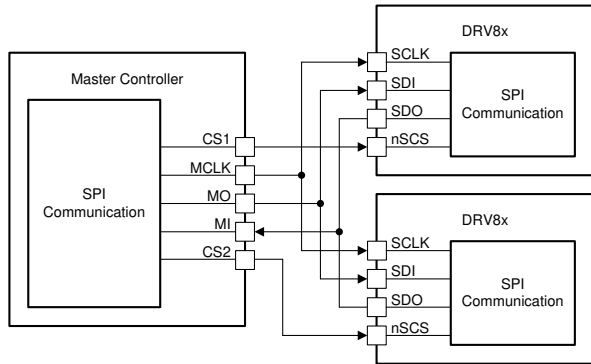 Master Controller
SPI
Communication
CS1
MCLK
MO
MI
CS2
DRV8x
SCLK
SDI
SDO
nSCS
SPI
Communication
DRV8x
SCLK
SDI
SDO
nSCS
SPI
Communication